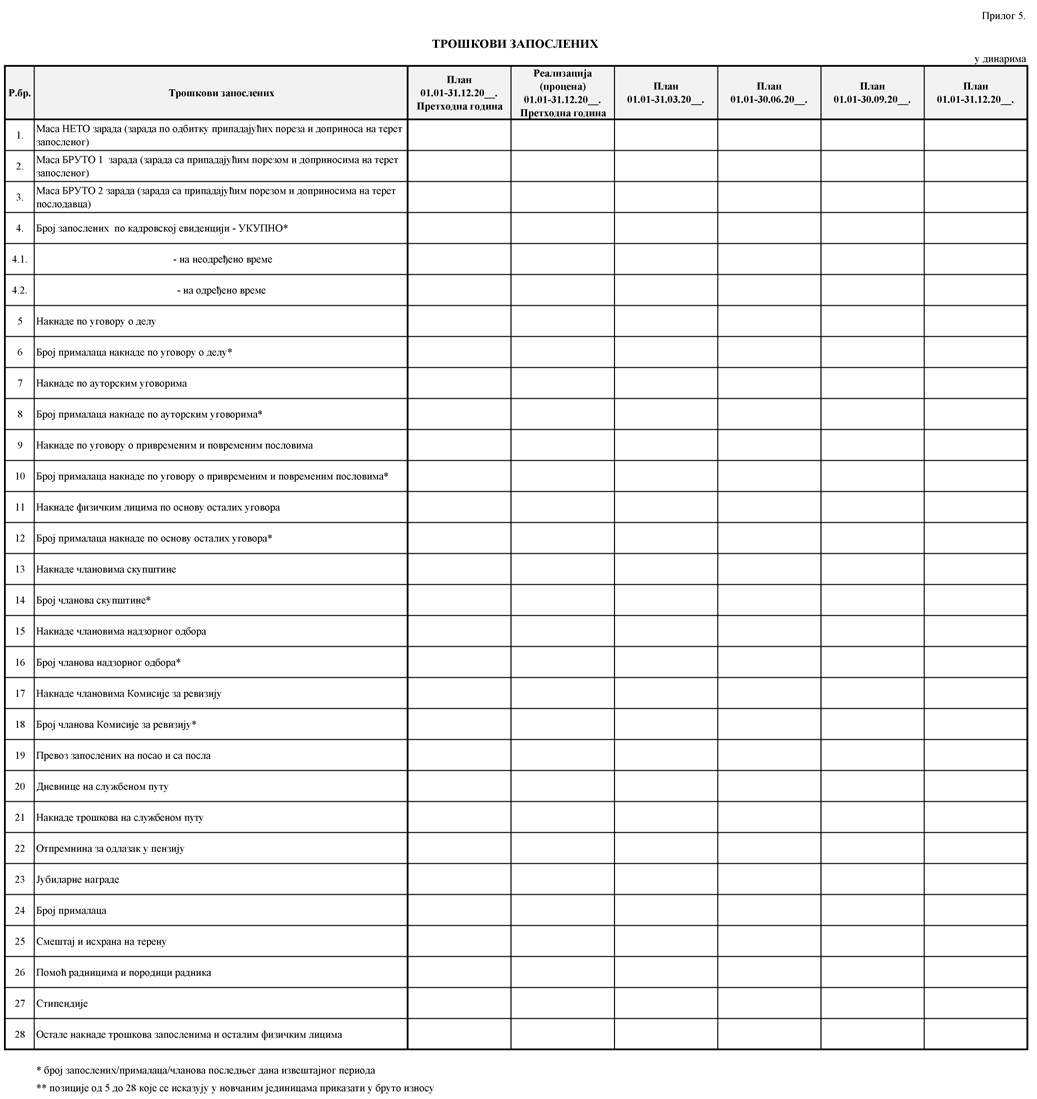 Прилог 5.
ТРОШКОВИ ЗАПОСЛЕНИХ
у динарима
Р.бр. Трошкови запослених План 01.01-31.12.20__. Претходна година Реализација (процена) 01.01-31.12.20__. Претходна година План 01.01-31.03.20__. План 01.01-30.06.20__. План 01.01-30.09.20__. План 01.01-31.12.20__.
1. Маса НЕТО зарада (зарада по одбитку припадајућих пореза и доприноса на терет
запосленог)
2. Маса БРУТО 1 зарада (зарада са припадајућим порезом и доприносима на терет
запосленог)
3. Маса БРУТО 2 зарада (зарада са припадајућим порезом и доприносима на терет
послодавца)
4. Број запослених по кадровској евиденцији - УКУПНО*
4.1. - на неодређено време
4.2. - на одређено време
5 Накнаде по уговору о делу
6 Број прималаца накнаде по уговору о делу*
7 Накнаде по ауторским уговорима
8 Број прималаца накнаде по ауторским уговорима*
9 Накнаде по уговору о привременим и повременим пословима
10 Број прималаца накнаде по уговору о привременим и повременим пословима*
11 Накнаде физичким лицима по основу осталих уговора
12 Број прималаца накнаде по основу осталих уговора*
13 Накнаде члановима скупштине
14 Број чланова скупштине*
15 Накнаде члановима надзорног одбора
16 Број чланова надзорног одбора*
17 Накнаде члановима Комисије за ревизију
18 Број чланова Комисије за ревизију*
19 Превоз запослених на посао и са посла
20 Дневнице на службеном путу
21 Накнаде трошкова на службеном путу
22 Отпремнина за одлазак у пензију
23 Јубиларне награде
24 Број прималаца
25 Смештај и исхрана на терену
26 Помоћ радницима и породици радника
27 Стипендије
28 Остале накнаде трошкова запосленима и осталим физичким лицима
* број запослених/прималаца/чланова последњег дана извештајног периода
** позиције од 5 до 28 које се исказују у новчаним јединицама приказати у бруто износу